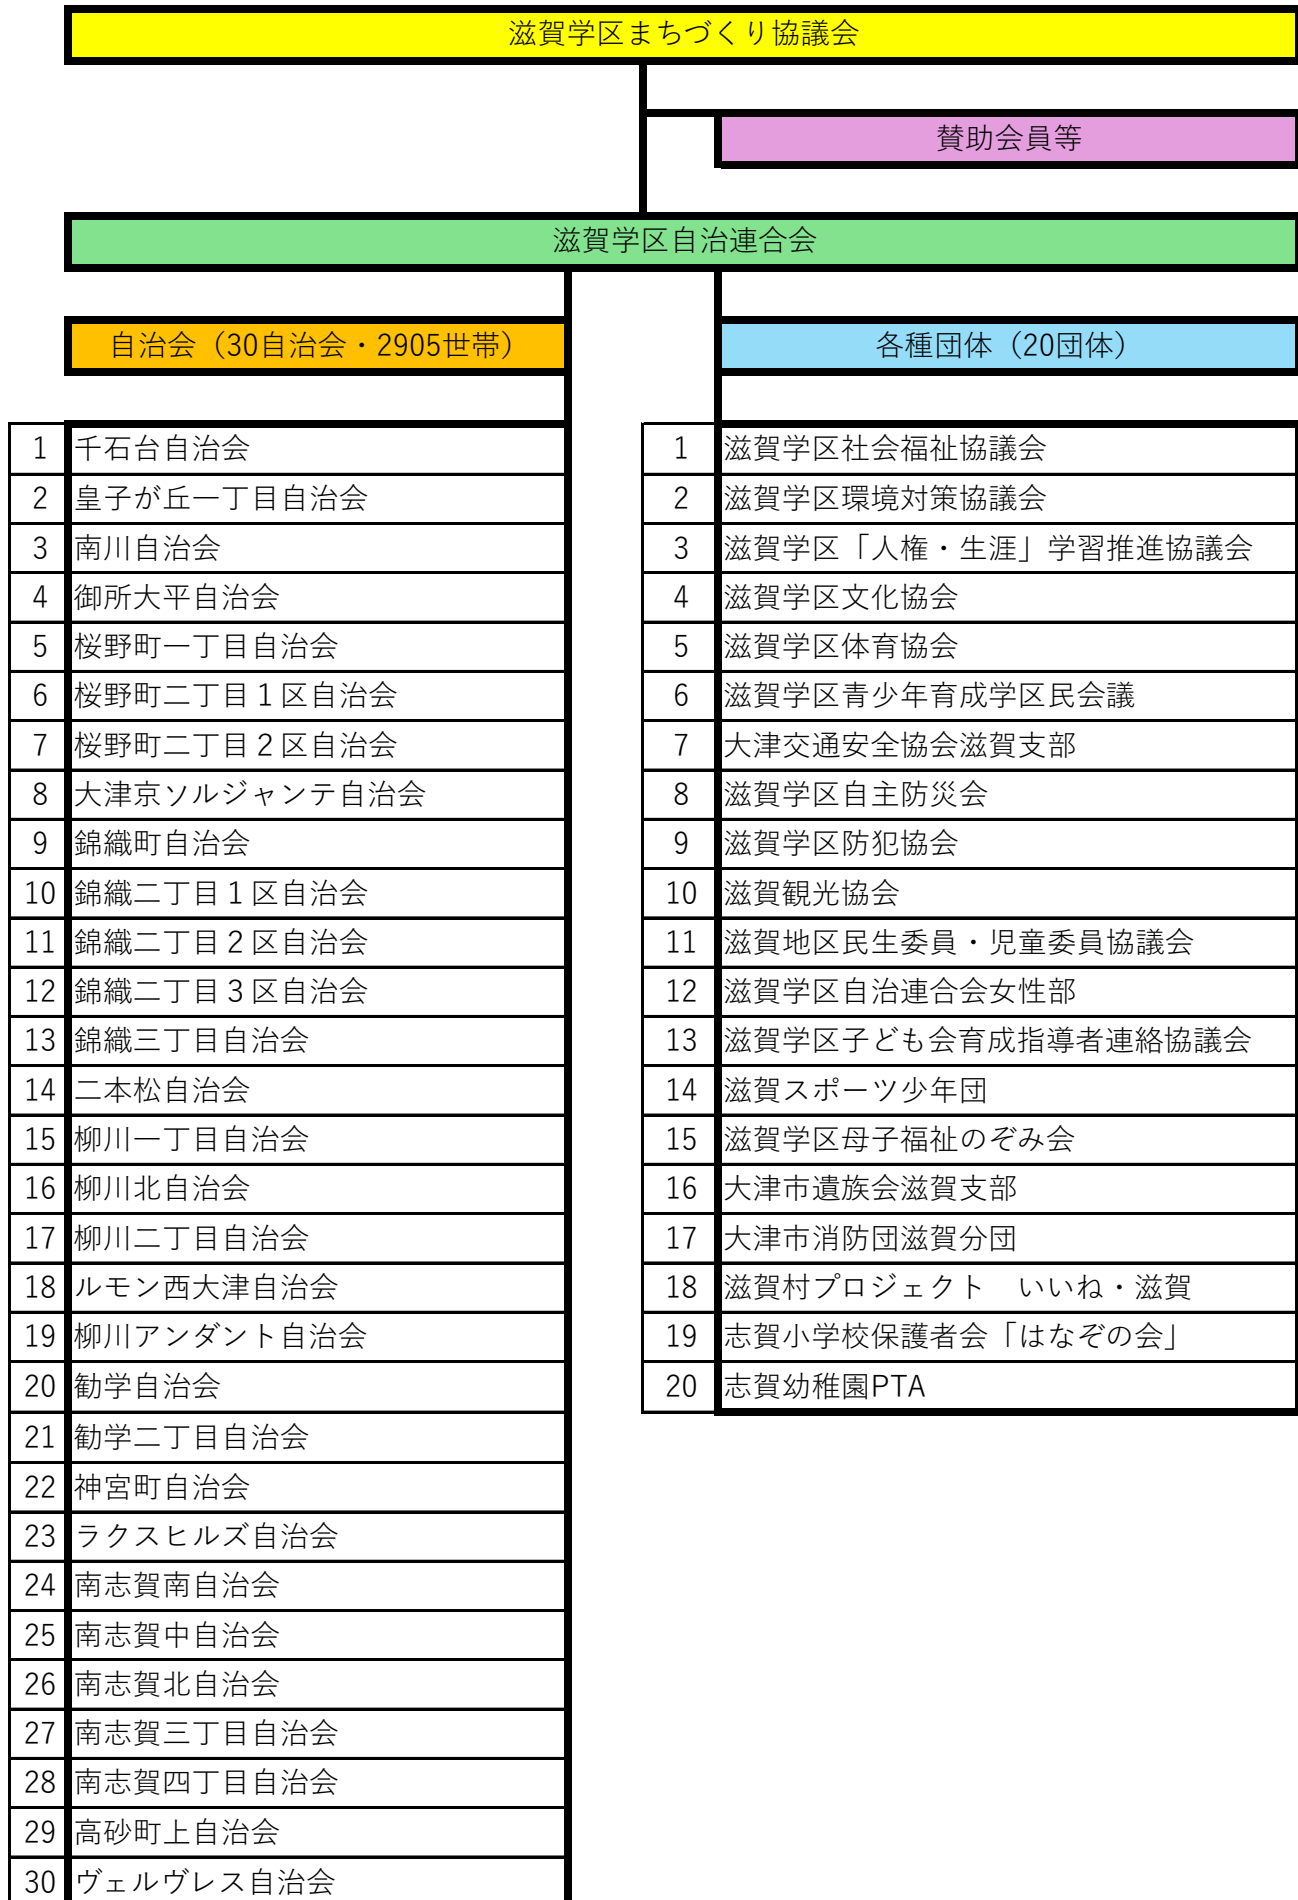 滋賀学区まちづくり協議会
賛助会員等
滋賀学区自治連合会
自治会（30自治会・2905世帯）
各種団体（20団体）
1 千石台自治会
2 皇子が丘一丁目自治会
3 南川自治会
4 御所大平自治会
5 桜野町一丁目自治会
6 桜野町二丁目１区自治会
7 桜野町二丁目２区自治会
8 大津京ソルジャンテ自治会
9 錦織町自治会
10 錦織二丁目１区自治会
11 錦織二丁目２区自治会
12 錦織二丁目３区自治会
13 錦織三丁目自治会
14 二本松自治会
15 柳川一丁目自治会
16 柳川北自治会
17 柳川二丁目自治会
18 ルモン西大津自治会
19 柳川アンダント自治会
20 勧学自治会
21 勧学二丁目自治会
22 神宮町自治会
23 ラクスヒルズ自治会
24 南志賀南自治会
25 南志賀中自治会
26 南志賀北自治会
27 南志賀三丁目自治会
28 南志賀四丁目自治会
29 高砂町上自治会
30 ヴェルヴレス自治会
1 滋賀学区社会福祉協議会
2 滋賀学区環境対策協議会
3 滋賀学区「人権・生涯」学習推進協議会
4 滋賀学区文化協会
5 滋賀学区体育協会
6 滋賀学区青少年育成学区民会議
7 大津交通安全協会滋賀支部
8 滋賀学区自主防災会
9 滋賀学区防犯協会
10 滋賀観光協会
11 滋賀地区民生委員・児童委員協議会
12 滋賀学区自治連合会女性部
13 滋賀学区子ども会育成指導者連絡協議会
14 滋賀スポーツ少年団
15 滋賀学区母子福祉のぞみ会
16 大津市遺族会滋賀支部
17 大津市消防団滋賀分団
18 滋賀村プロジェクト　いいね・滋賀
19 志賀小学校保護者会「はなぞの会」
20 志賀幼稚園PTA